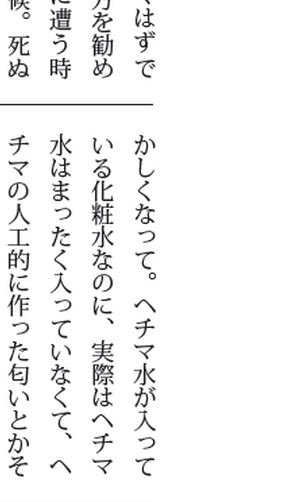 はずで
方を勧め
に遭う時
候。死ぬ
かしくなって。ヘチマ水が入って
いる化粧水なのに、実際はヘチマ
水はまったく入っていなくて、ヘ
チマの人工的に作った匂いとかそ